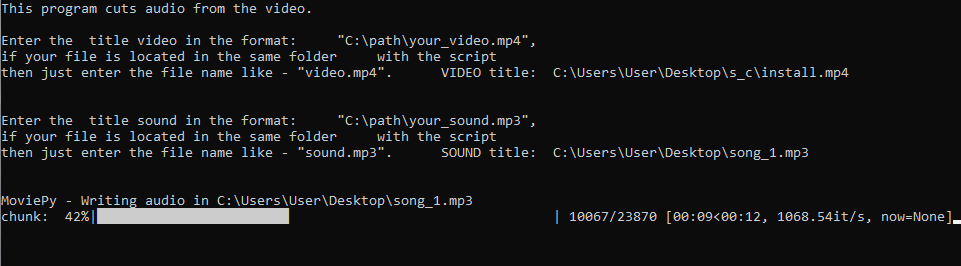 This program cuts audio from the video.
Enter the  title video in the format:     "C:\path\your_video.mp4",
if your file is located in the same folder     with the script
then just enter the file name like - "video.mp4".      VIDEO title:  C:\Users\User\Desktop\s_c\install.mp4
Enter the  title sound in the format:     "C:\path\your_sound.mp3",
if your file is located in the same folder     with the script
then just enter the file name like - "sound.mp3".      SOUND title:  C:\Users\User\Desktop\song_1.mp3
MoviePy - Writing audio in C:\Users\User\Desktop\song_1.mp3
chunk:  42%|                                | 10067/23870 [00:09<00:12, 1068.54it/s, now=None]